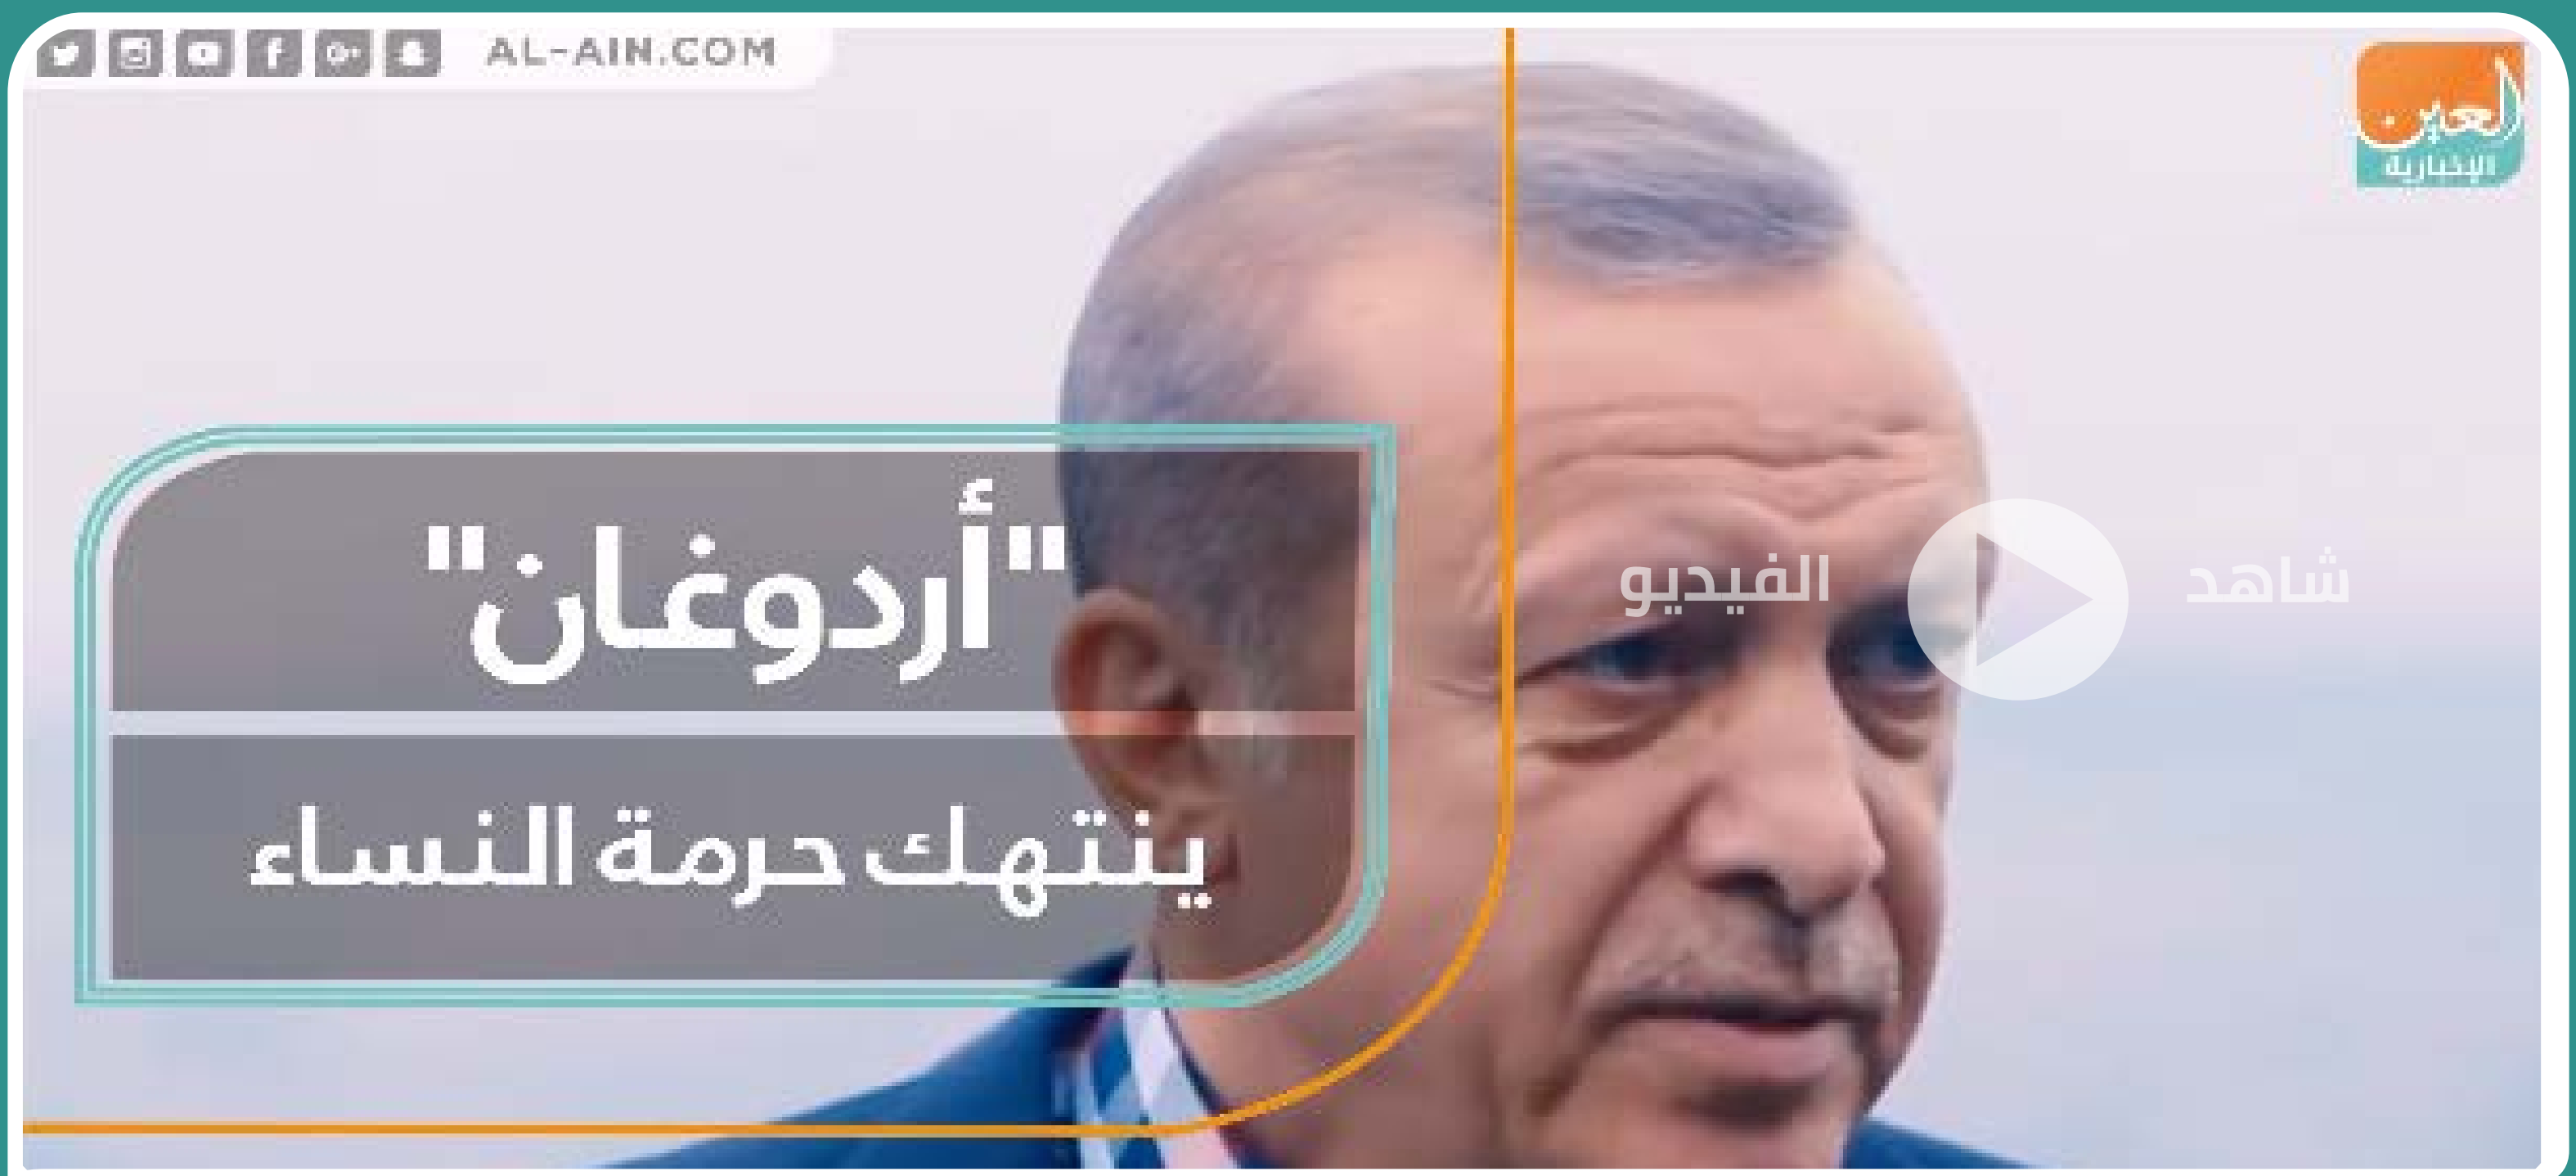 AL-AIN.COM
العين
الإخبارية
"أردوغان"
شاهد الفيديو
ينتهك حرمة النساء